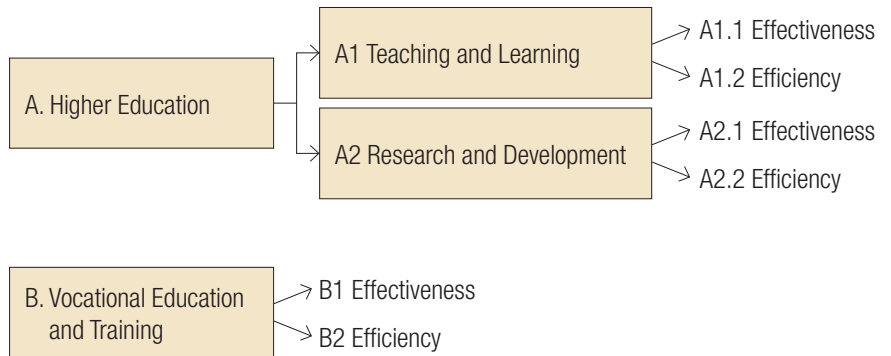 A. Higher Education
A1 Teaching and Learning
A1.1 Effectiveness
A1.2 Efficiency
A2 Research and Development
A2.1 Effectiveness
A2.2 Efficiency
B. Vocational Education
and Training
B1 Effectiveness
B2 Efficiency